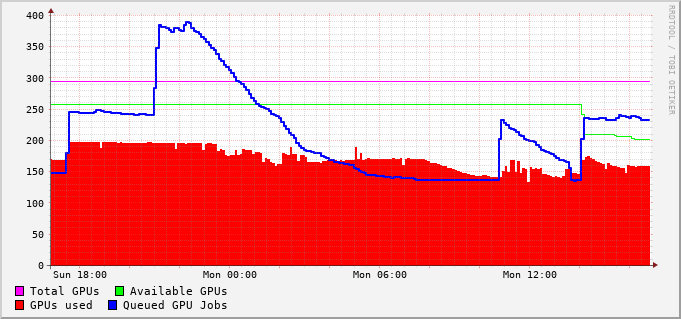 400
350
300
250
200
150
100
50
0
Sun 18:00 Mon 00:00 Mon 06:00 Mon 12:00
Total GPUs Available GPUs
GPUs used Queued GPU Jobs
RRDTOOL / TOBI OETIKER